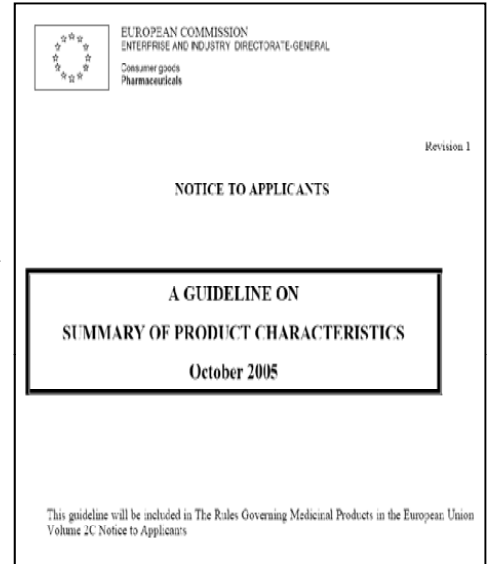 EUROPEAN COMMISSION
ENTERPRISE AND INDUSTRY DIRECTORATE-GENERAL
Consumer goods
Pharmaceuticals
Revision 1
NOTICE TO APPLICANTS
A GUIDELINE ON
SUMMARY OF PRODUCT CHARACTERISTICS
October 2005
This guideline will be included in The Rules Governing Medicinal Products in the European Union
Volume 2C Notice to Applicants